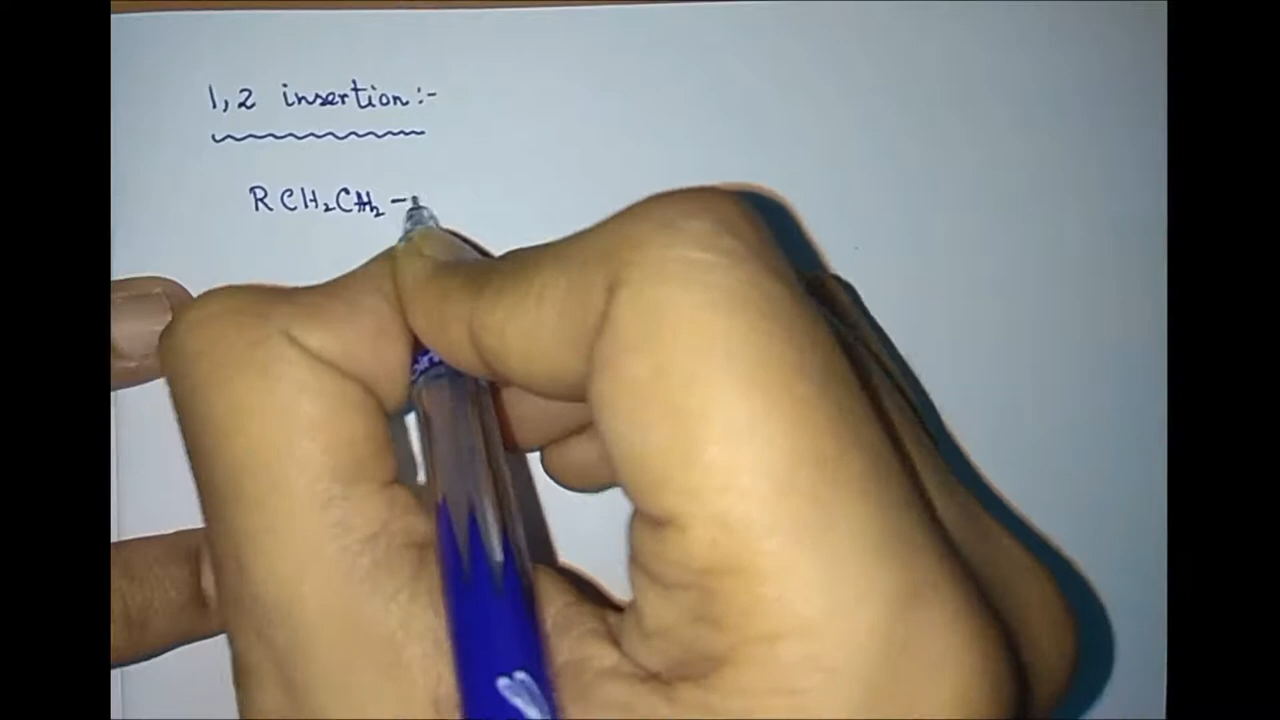 1,2 insertion:-
RCH₂CH₂ -